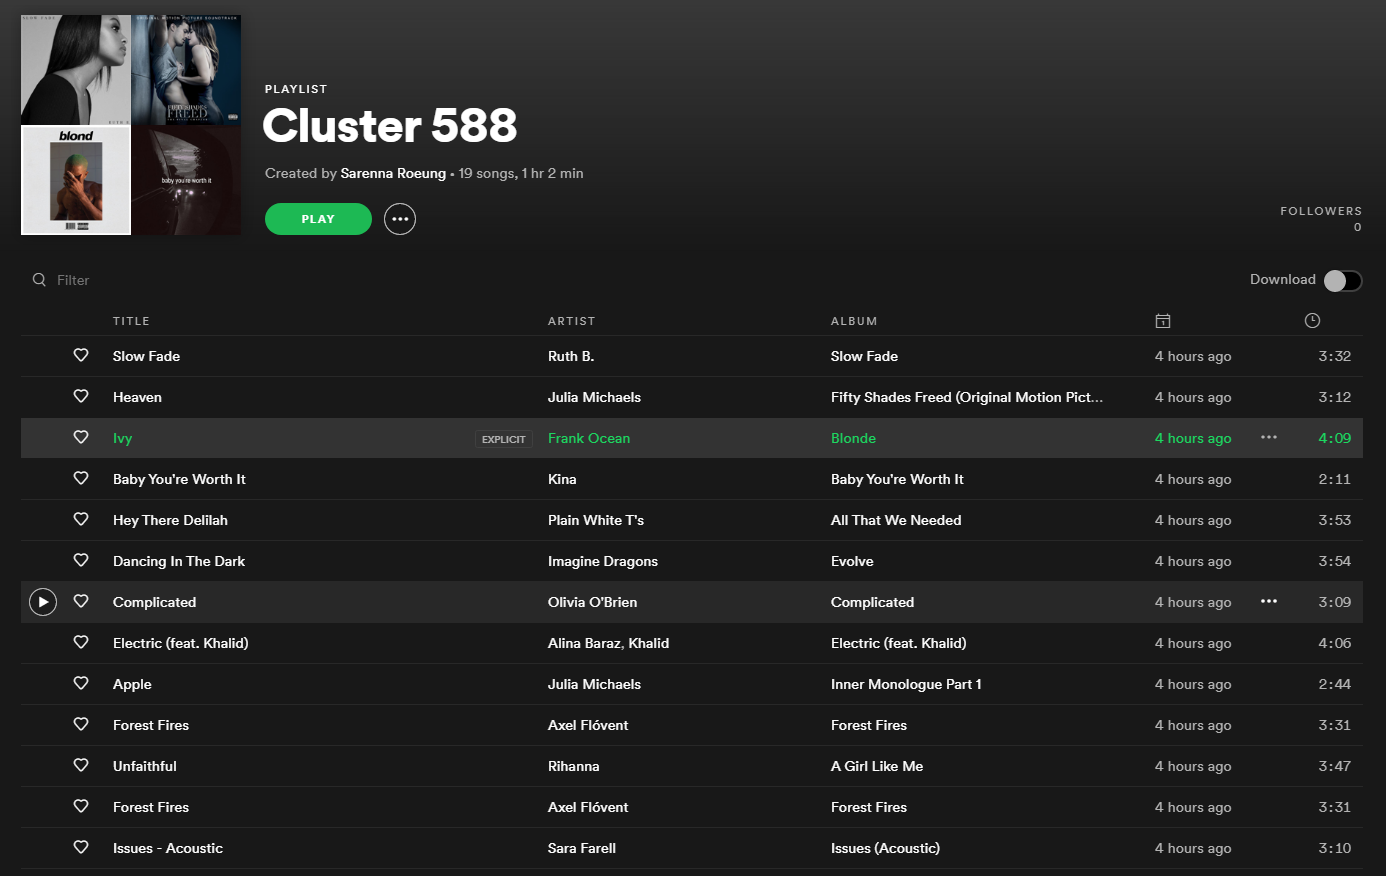 SLOW FADE
ORIGINAL MOTION PICTURE SOUNDTRACK
RUTH B.
FIFTY SHADES
FREED
blond
baby you're worth it
PLAYLIST
Cluster 588
Created by Sarenna Roeung • 19 songs, 1 hr 2 min
PLAY
FOLLOWERS
0
Filter
Download
TITLE ARTIST ALBUM
Slow Fade Ruth B. Slow Fade 4 hours ago 3:32
Heaven Julia Michaels Fifty Shades Freed (Original Motion Pict... 4 hours ago 3:12
Ivy EXPLICIT Frank Ocean Blonde 4 hours ago 4:09
Baby You're Worth It Kina Baby You're Worth It 4 hours ago 2:11
Hey There Delilah Plain White T's All That We Needed 4 hours ago 3:53
Dancing In The Dark Imagine Dragons Evolve 4 hours ago 3:54
Complicated Olivia O'Brien Complicated 4 hours ago 3:09
Electric (feat. Khalid) Alina Baraz, Khalid Electric (feat. Khalid) 4 hours ago 4:06
Apple Julia Michaels Inner Monologue Part 1 4 hours ago 2:44
Forest Fires Axel Flóvent Forest Fires 4 hours ago 3:31
Unfaithful Rihanna A Girl Like Me 4 hours ago 3:47
Forest Fires Axel Flóvent Forest Fires 4 hours ago 3:31
Issues - Acoustic Sara Farell Issues (Acoustic) 4 hours ago 3:10